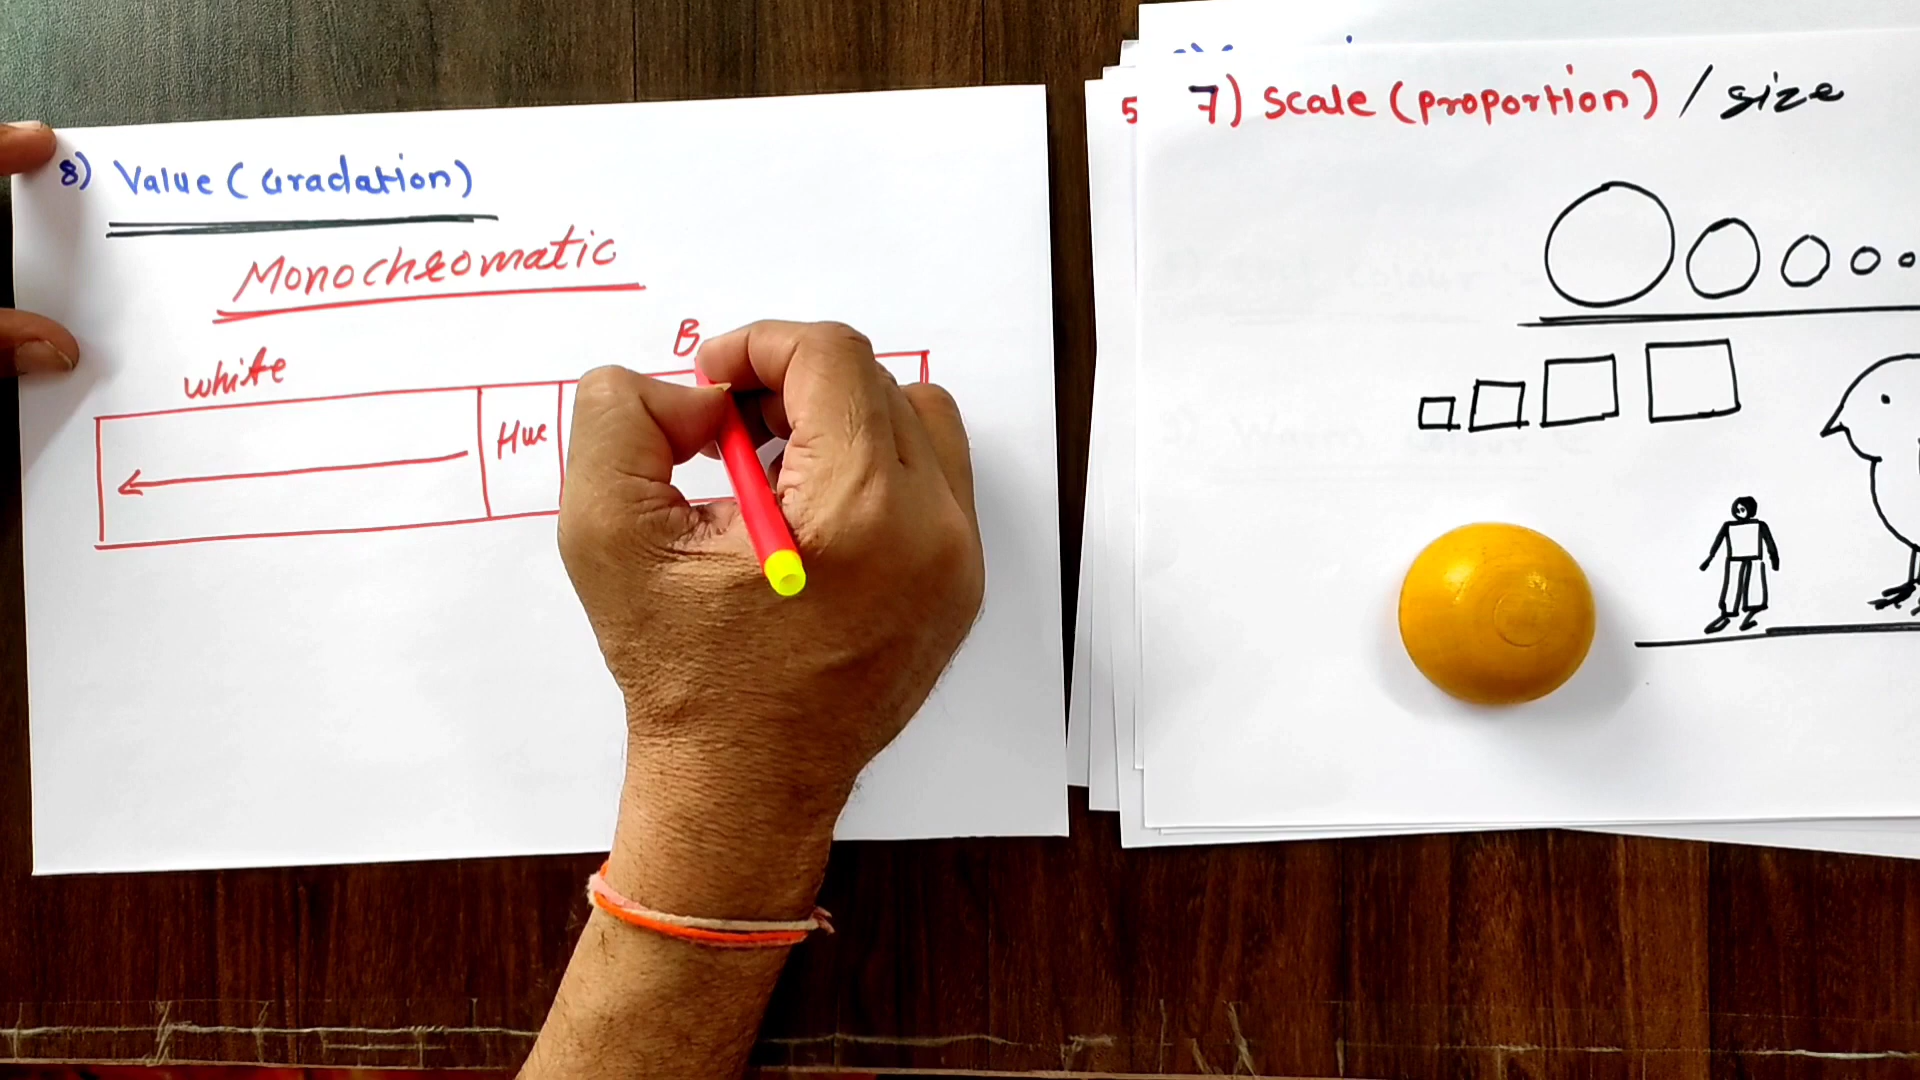 8) Value (Gradation)
Monochromatic
white
B
Hue
5
7) Scale (proportion) / size